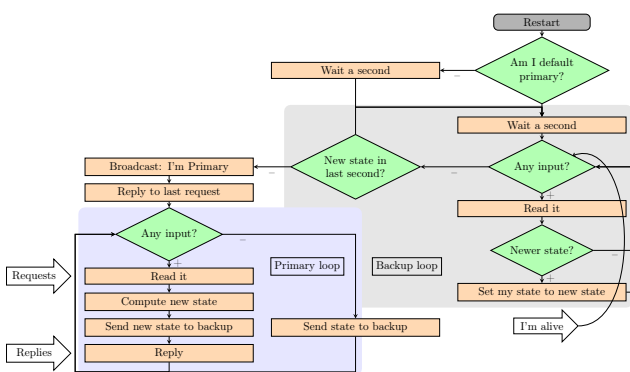 Restart
Am I default
primary?
Wait a second
–
Wait a second
Broadcast: I'm Primary
–
New state in
last second?
–
Any input?
+
Reply to last request
Read it
Any input?
–
Newer state?
–
+
+
Primary loop
Backup loop
Requests
Read it
Set my state to new state
Compute new state
Send new state to backup
Send state to backup
I'm alive
Replies
Reply